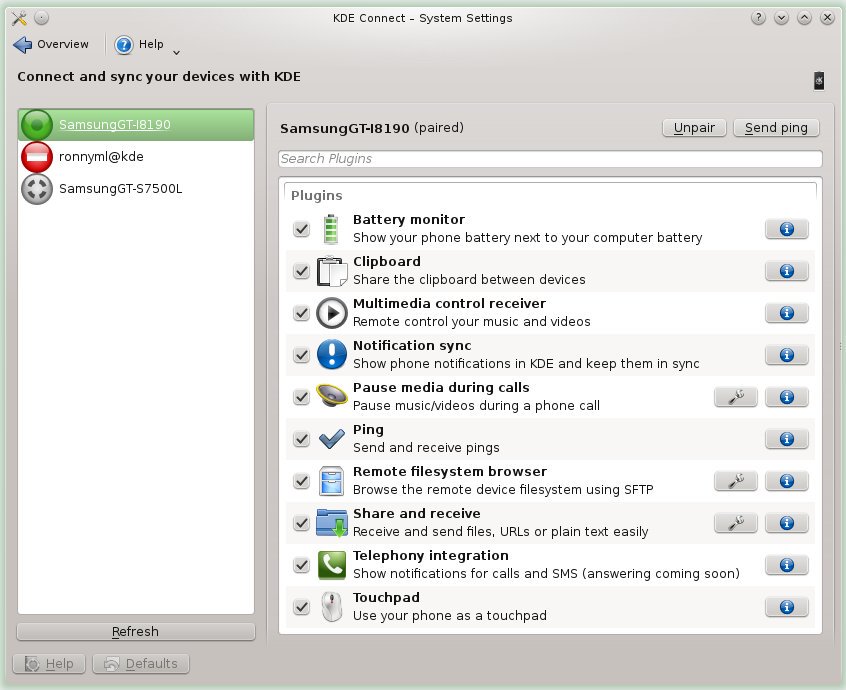 KDE Connect – System Settings
Overview
Help
Connect and sync your devices with KDE
SamsungGT-I8190
ronnyml@kde
SamsungGT-S7500L
Refresh
Help
Defaults
SamsungGT-I8190 (paired)
Unpair
Send ping
Search Plugins
Plugins
Battery monitor
Show your phone battery next to your computer battery
Clipboard
Share the clipboard between devices
Multimedia control receiver
Remote control your music and videos
Notification sync
Show phone notifications in KDE and keep them in sync
Pause media during calls
Pause music/videos during a phone call
Ping
Send and receive pings
Remote filesystem browser
Browse the remote device filesystem using SFTP
Share and receive
Receive and send files, URLs or plain text easily
Telephony integration
Show notifications for calls and SMS (answering coming soon)
Touchpad
Use your phone as a touchpad